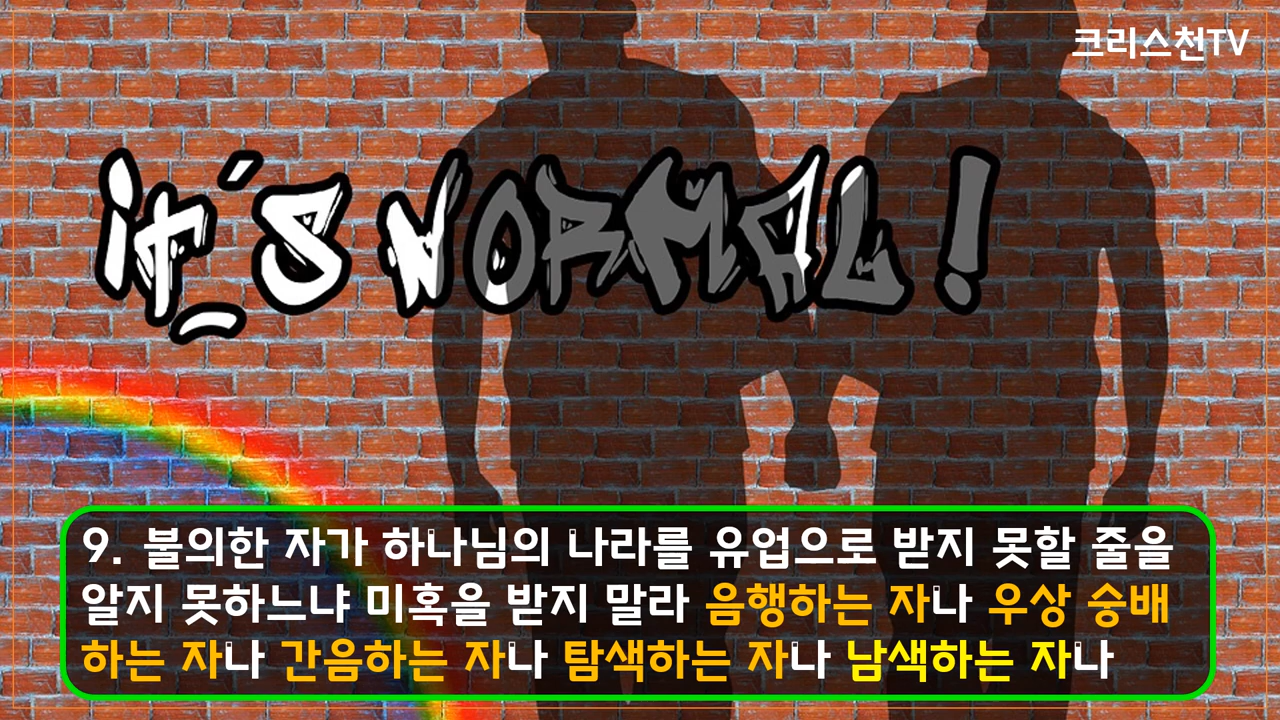 크리스천TV
it´s NORMAL!
9. 불의한 자가 하나님의 나라를 유업으로 받지 못할 줄을
알지 못하느냐 미혹을 받지 말라 음행하는 자나 우상 숭배
하는 자나 간음하는 자나 탐색하는 자나 남색하는 자나